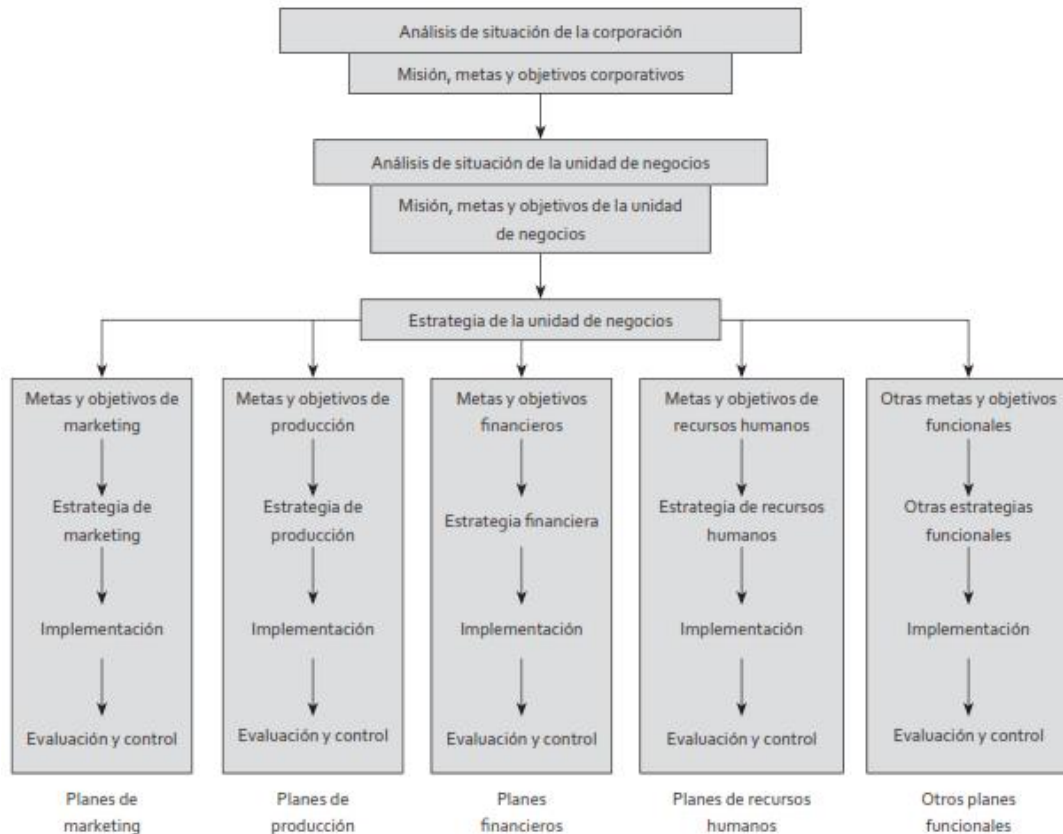 Análisis de situación de la corporación
Misión, metas y objetivos corporativos
Análisis de situación de la unidad de negocios
Misión, metas y objetivos de la unidad
de negocios
Estrategia de la unidad de negocios
Metas y objetivos de
marketing
Estrategia de
marketing
Implementación
Evaluación y control
Planes de
marketing
Metas y objetivos de
producción
Estrategia de
producción
Implementación
Evaluación y control
Planes de
producción
Metas y objetivos
financieros
Estrategia financiera
Implementación
Evaluación y control
Planes
financieros
Metas y objetivos de
recursos humanos
Estrategia de recursos
humanos
Implementación
Evaluación y control
Planes de recursos
humanos
Otras metas y objetivos
funcionales
Otras estrategias
funcionales
Implementación
Evaluación y control
Otros planes
funcionales